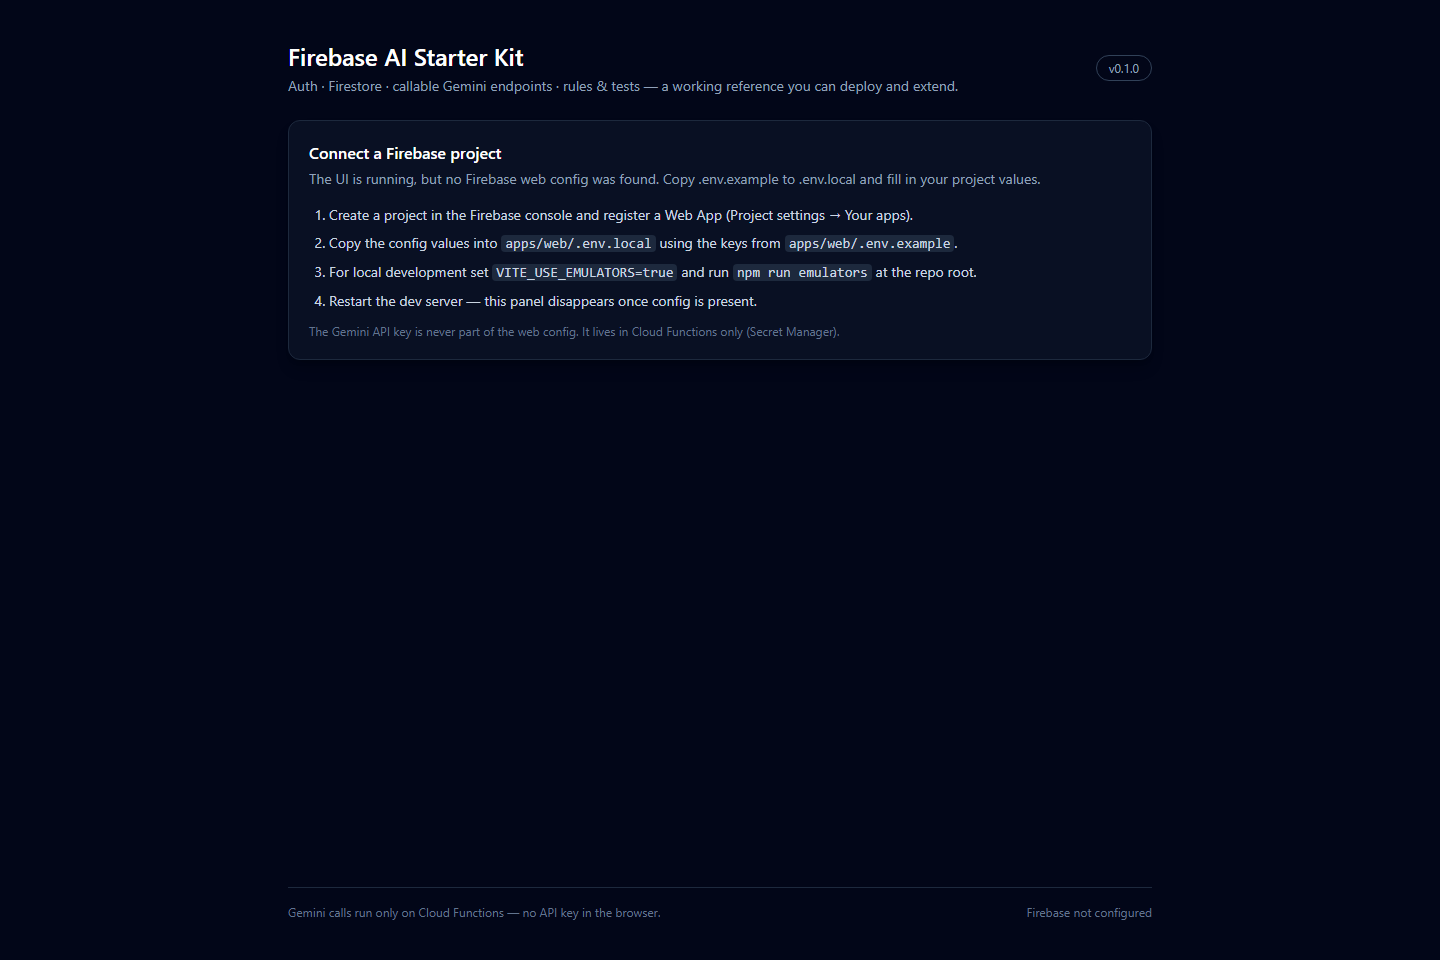 Firebase AI Starter Kit
Auth · Firestore · callable Gemini endpoints · rules & tests — a working reference you can deploy and extend.
v0.1.0
Connect a Firebase project
The UI is running, but no Firebase web config was found. Copy .env.example to .env.local and fill in your project values.
1. Create a project in the Firebase console and register a Web App (Project settings → Your apps).
2. Copy the config values into apps/web/.env.local using the keys from apps/web/.env.example.
3. For local development set VITE_USE_EMULATORS=true and run npm run emulators at the repo root.
4. Restart the dev server — this panel disappears once config is present.
The Gemini API key is never part of the web config. It lives in Cloud Functions only (Secret Manager).
Gemini calls run only on Cloud Functions — no API key in the browser.
Firebase not configured